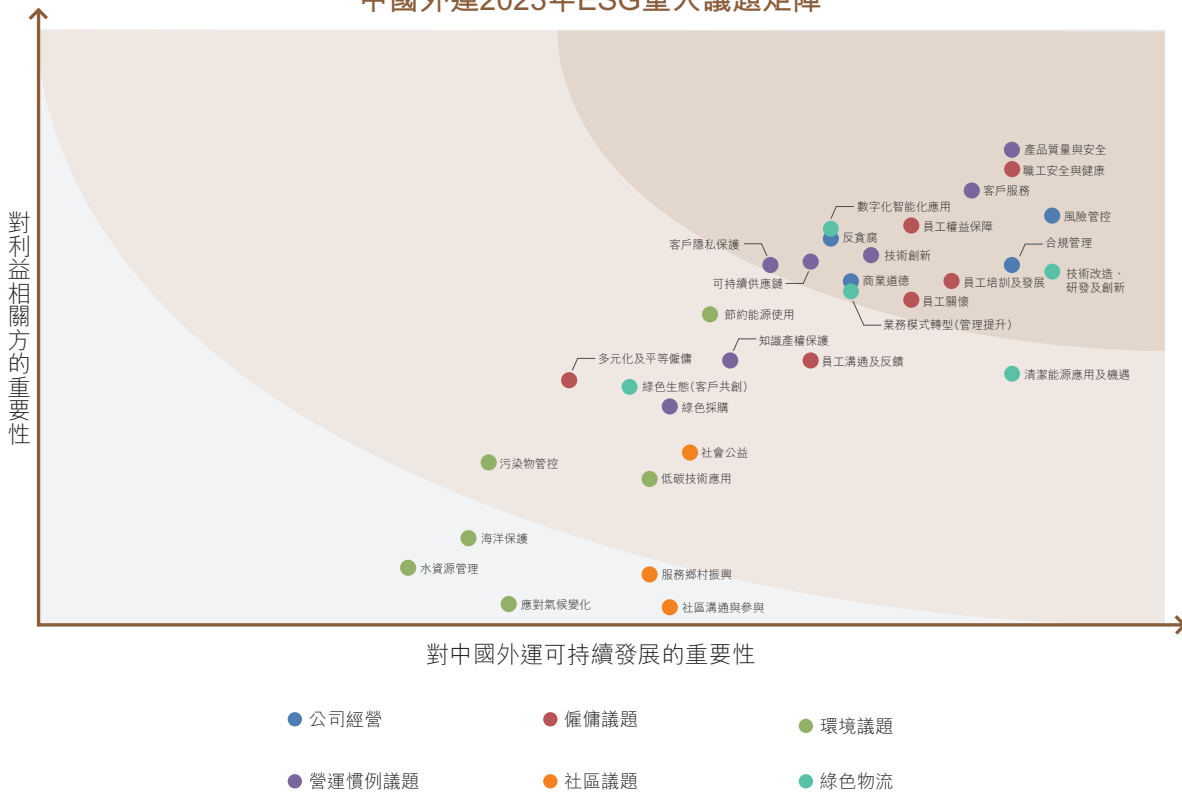 中國外運2023年ESG重大議題矩陣
對利益相關方的重要性
產品質量與安全
職工安全與健康
客戶服務
數字化智能化應用
風險管控
員工權益保障
反貪腐
客戶隱私保護
合規管理
技術創新
可持續供應鏈
商業道德
員工培訓及發展
技術改造、
研發及創新
員工關懷
節約能源使用
業務模式轉型(管理提升)
知識產權保護
多元化及平等僱傭
員工溝通及反饋
清潔能源應用及機遇
綠色生態(客戶共創)
綠色採購
社會公益
污染物管控
低碳技術應用
海洋保護
水資源管理
服務鄉村振興
應對氣候變化
社區溝通與參與
對中國外運可持續發展的重要性
公司經營
僱傭議題
環境議題
營運慣例議題
社區議題
綠色物流